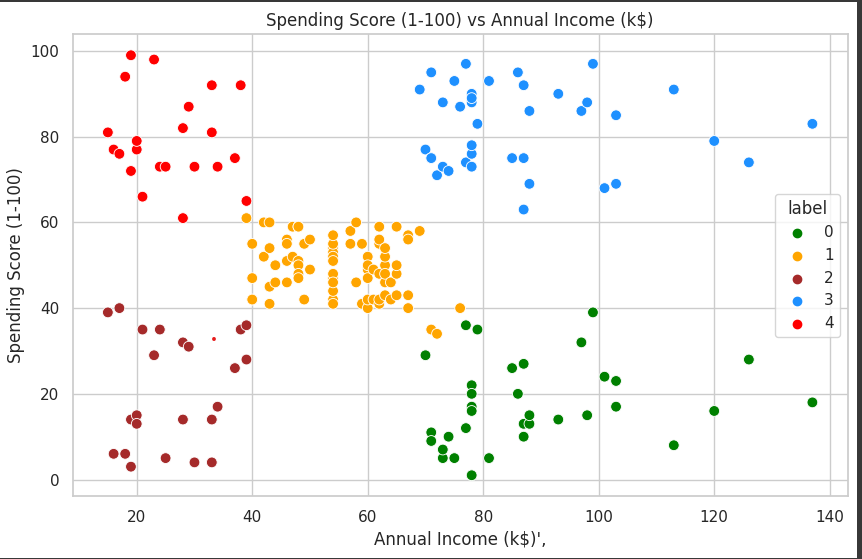 Spending Score (1-100) vs Annual Income (k$)
Spending Score (1-100)
100
80
60
40
20
0
label
0
1
2
3
4
20 40 60 80 100 120 140
Annual Income (k$)',